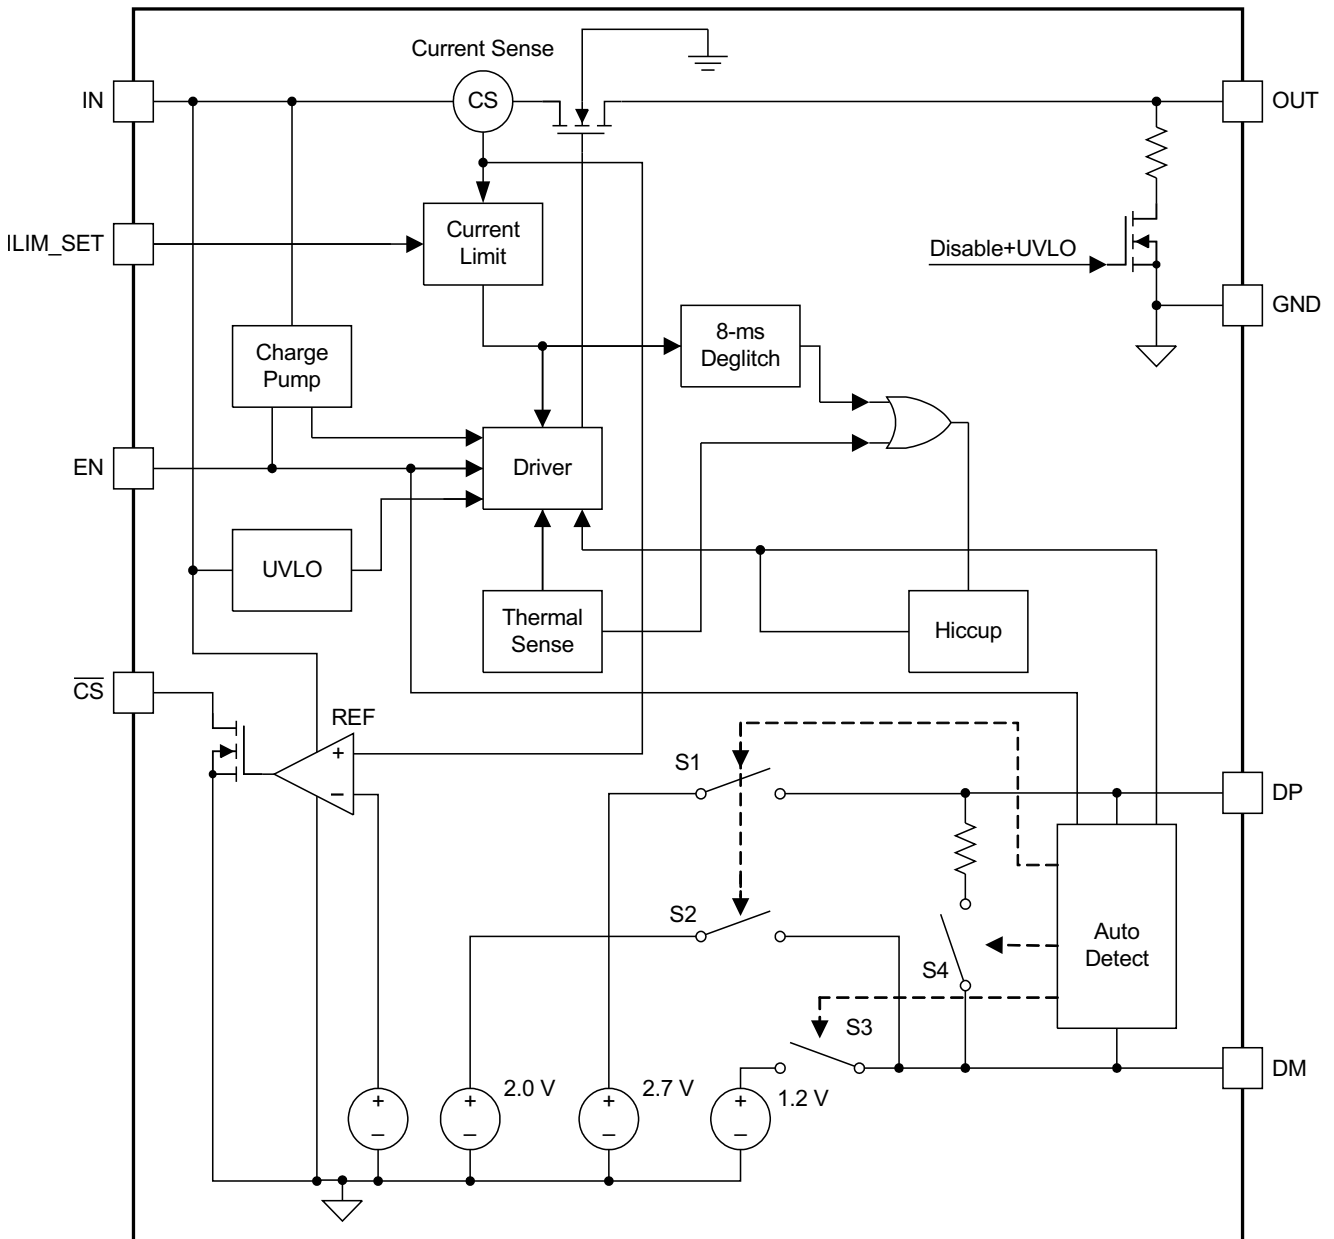 Current Sense
IN
CS
OUT
ILIM_SET
Current
Limit
Disable+UVLO
GND
8-ms
Deglitch
Charge
Pump
EN
Driver
UVLO
Thermal
Sense
Hiccup
CS
REF
+
–
S1
DP
S2
Auto
Detect
S4
S3
DM
2.0 V
2.7 V
1.2 V
+
–
+
–
+
–
+
–